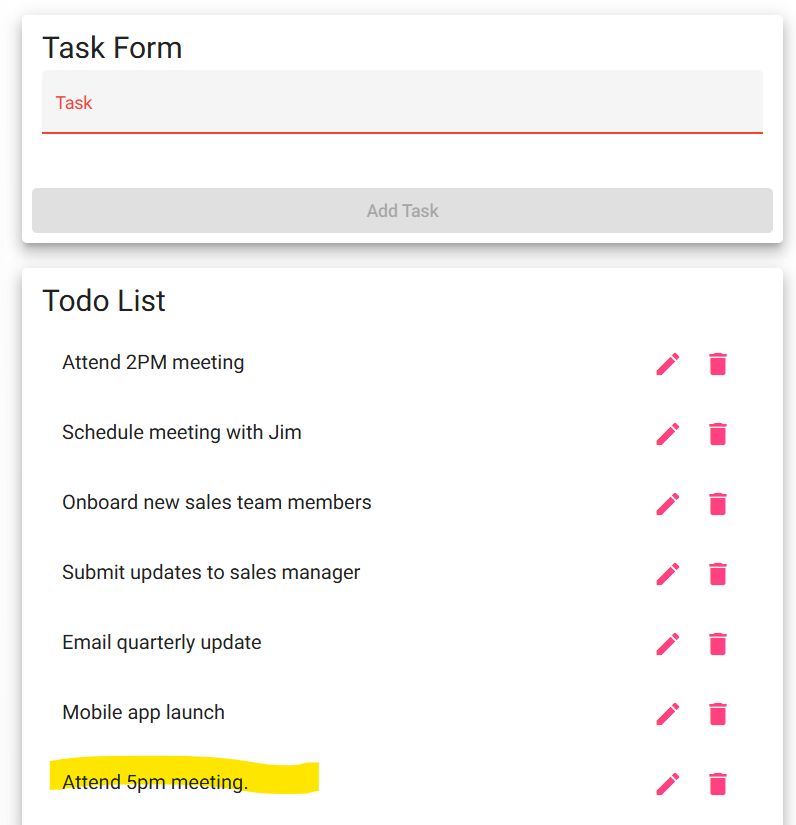 Task Form
Task
Add Task
Todo List
Attend 2PM meeting
Schedule meeting with Jim
Onboard new sales team members
Submit updates to sales manager
Email quarterly update
Mobile app launch
Attend 5pm meeting.